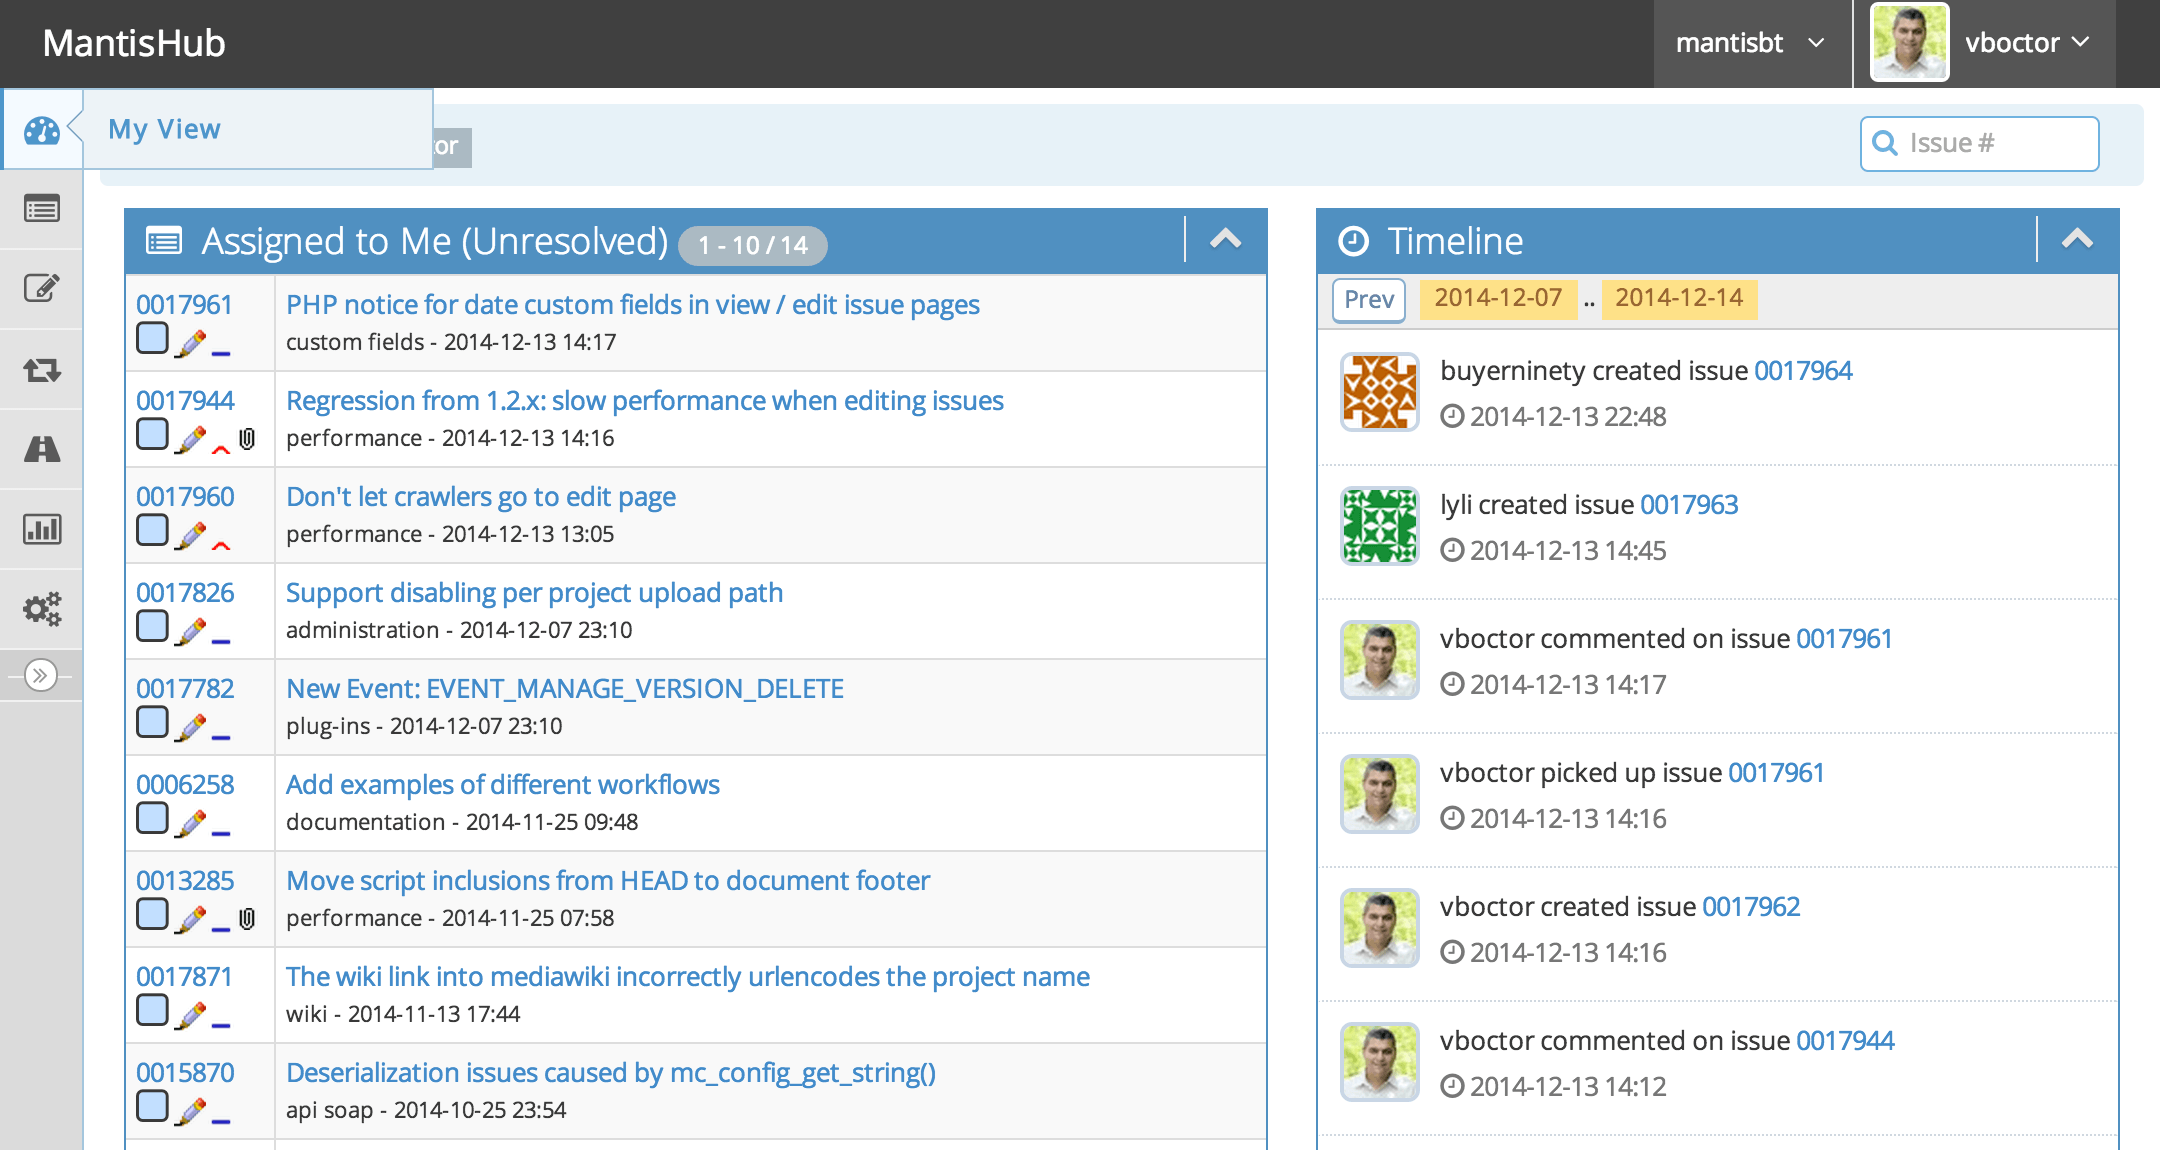 MantisHub
mantisbt
vboctor
My View
Issue #
Assigned to Me (Unresolved) 1 - 10 / 14
0017961
PHP notice for date custom fields in view / edit issue pages
custom fields - 2014-12-13 14:17
0017944
Regression from 1.2.x: slow performance when editing issues
performance - 2014-12-13 14:16
0017960
Don't let crawlers go to edit page
performance - 2014-12-13 13:05
0017826
Support disabling per project upload path
administration - 2014-12-07 23:10
0017782
New Event: EVENT_MANAGE_VERSION_DELETE
plug-ins - 2014-12-07 23:10
0006258
Add examples of different workflows
documentation - 2014-11-25 09:48
0013285
Move script inclusions from HEAD to document footer
performance - 2014-11-25 07:58
0017871
The wiki link into mediawiki incorrectly urlencodes the project name
wiki - 2014-11-13 17:44
0015870
Deserialization issues caused by mc_config_get_string()
api soap - 2014-10-25 23:54
Timeline
Prev 2014-12-07 .. 2014-12-14
buyerninety created issue 0017964
2014-12-13 22:48
lyli created issue 0017963
2014-12-13 14:45
vboctor commented on issue 0017961
2014-12-13 14:17
vboctor picked up issue 0017961
2014-12-13 14:16
vboctor created issue 0017962
2014-12-13 14:16
vboctor commented on issue 0017944
2014-12-13 14:12